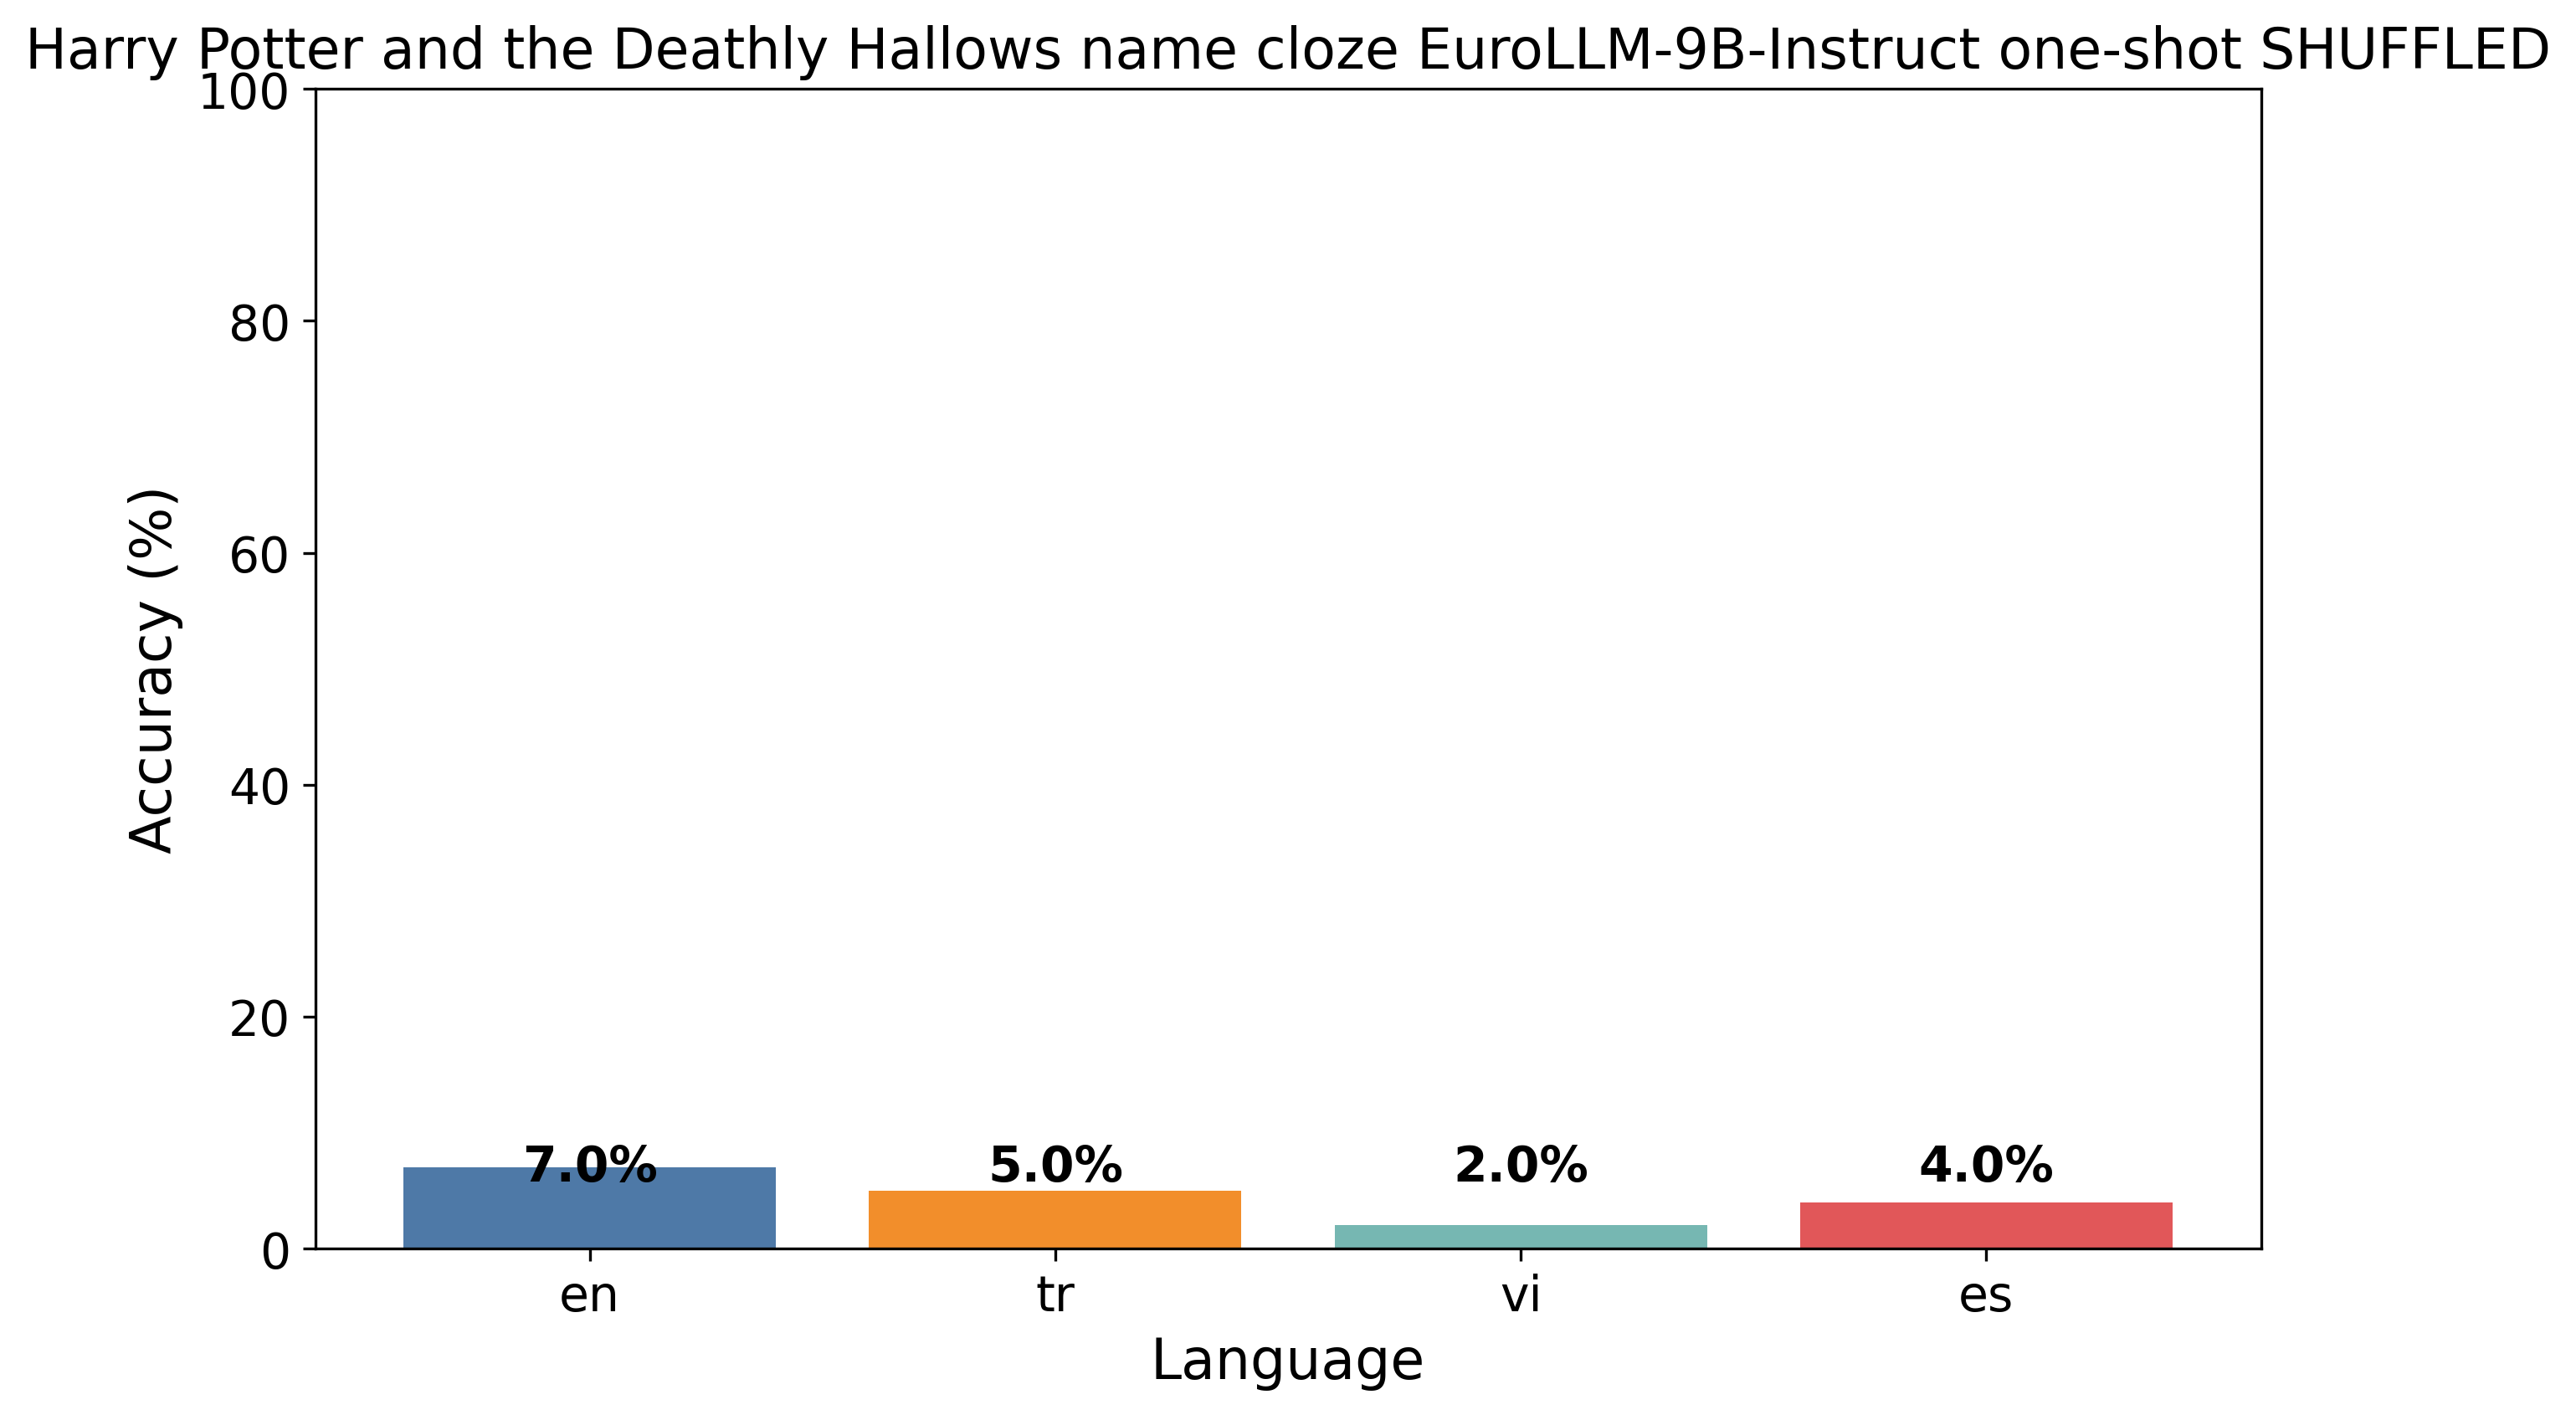 Harry Potter and the Deathly Hallows name cloze EuroLLM-9B-Instruct one-shot SHUFFLED
Accuracy (%)
100
80
60
40
20
0
7.0%
5.0%
2.0%
4.0%
en
tr
vi
es
Language